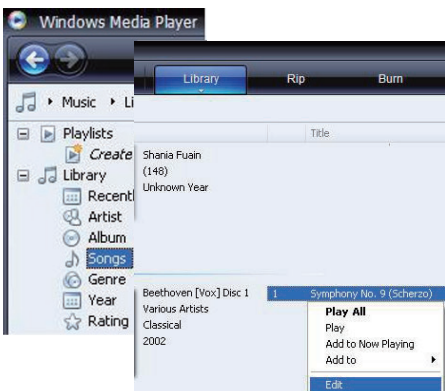 Windows Media Player
Music
Li
Playlists
Create
Library
Recentl
Artist
Album
Songs
Genre
Year
Rating
Library Rip Burn
Title
Shania Fuain
(148)
Unknown Year
Beethoven [Vox] Disc 1 1 Symphony No. 9 (Scherzo)
Various Artists
Classical
2002
Play All
Play
Add to Now Playing
Add to
Edit